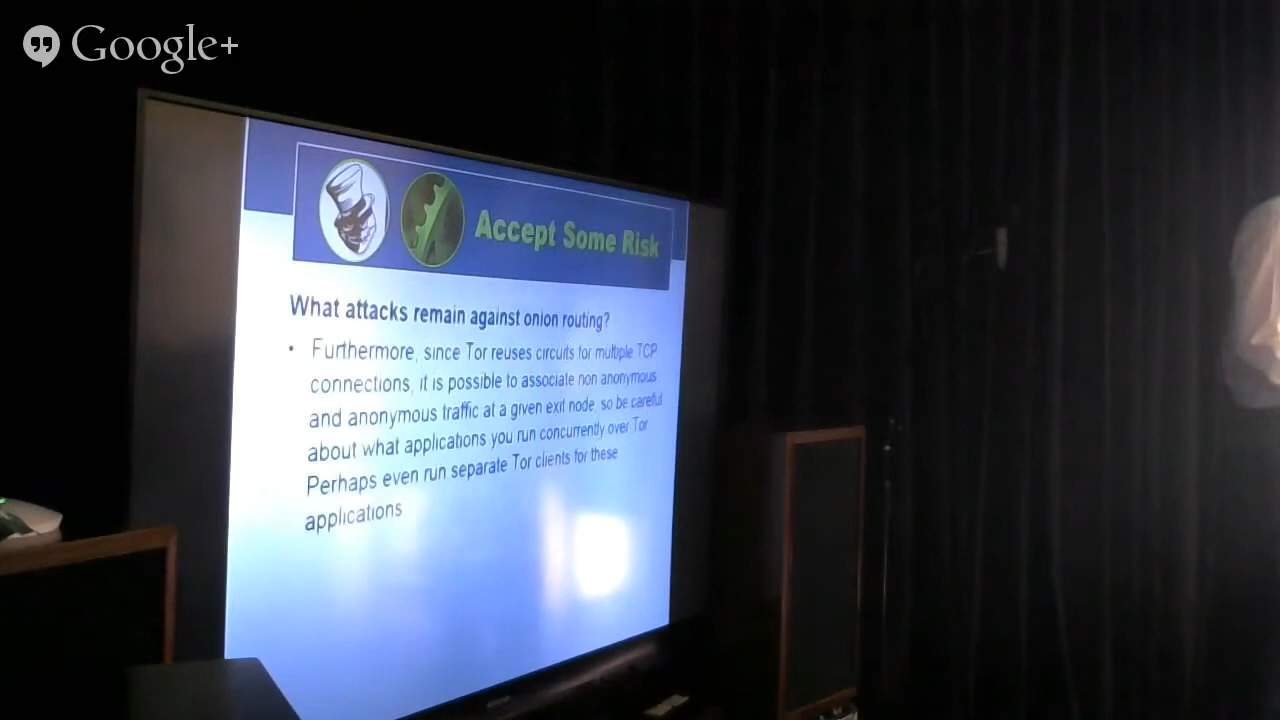 Google+
Accept Some Risk
What attacks remain against onion routing?
• Furthermore, since Tor reuses circuits for multiple TCP
connections, it is possible to associate non anonymous
and anonymous traffic at a given exit node, so be careful
about what applications you run concurrently over Tor
Perhaps even run separate Tor clients for these
applications